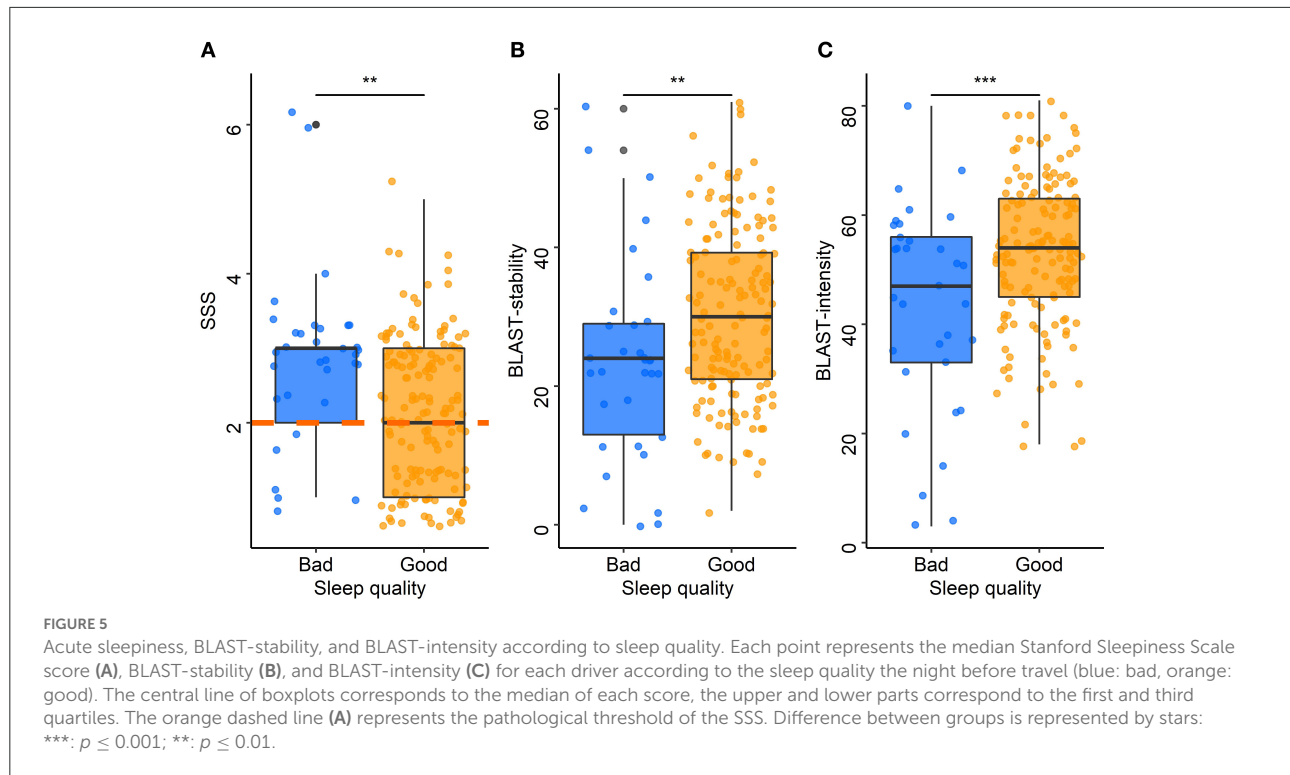 A
B
C
**
**
***
6
4
2
SSS
60
40
20
0
BLAST-stability
80
60
40
20
0
BLAST-intensity
Bad Good
Sleep quality
Bad Good
Sleep quality
Bad Good
Sleep quality
FIGURE 5
Acute sleepiness, BLAST-stability, and BLAST-intensity according to sleep quality. Each point represents the median Stanford Sleepiness Scale
score (A), BLAST-stability (B), and BLAST-intensity (C) for each driver according to the sleep quality the night before travel (blue: bad, orange:
good). The central line of boxplots corresponds to the median of each score, the upper and lower parts correspond to the first and third
quartiles. The orange dashed line (A) represents the pathological threshold of the SSS. Difference between groups is represented by stars:
***: p ≤ 0.001; **: p ≤ 0.01.